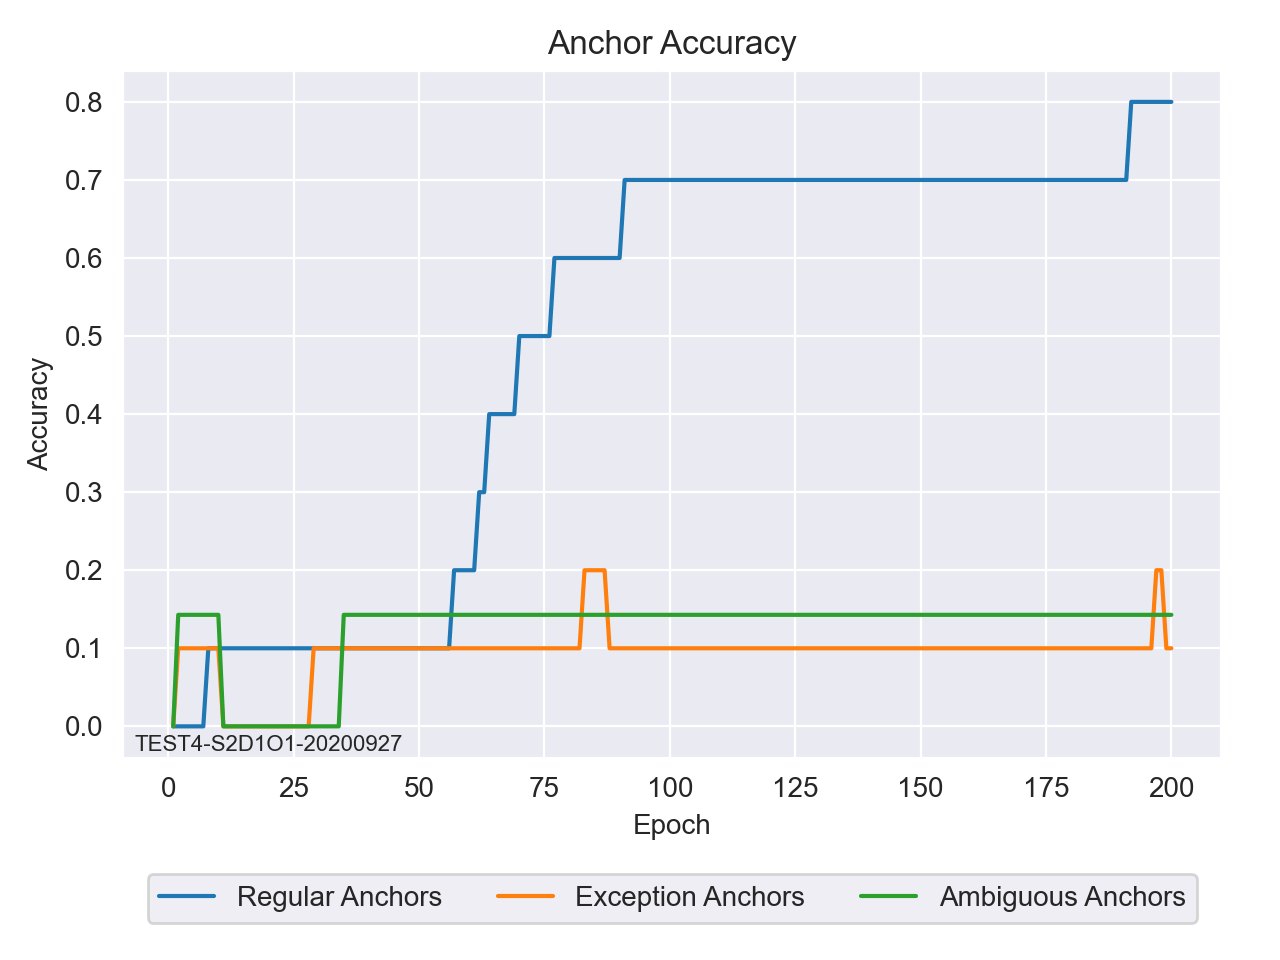 Anchor Accuracy
Accuracy
0.8
0.7
0.6
0.5
0.4
0.3
0.2
0.1
0.0
TEST4-S2D1O1-20200927
0 25 50 75 100 125 150 175 200
Epoch
Regular Anchors Exception Anchors Ambiguous Anchors